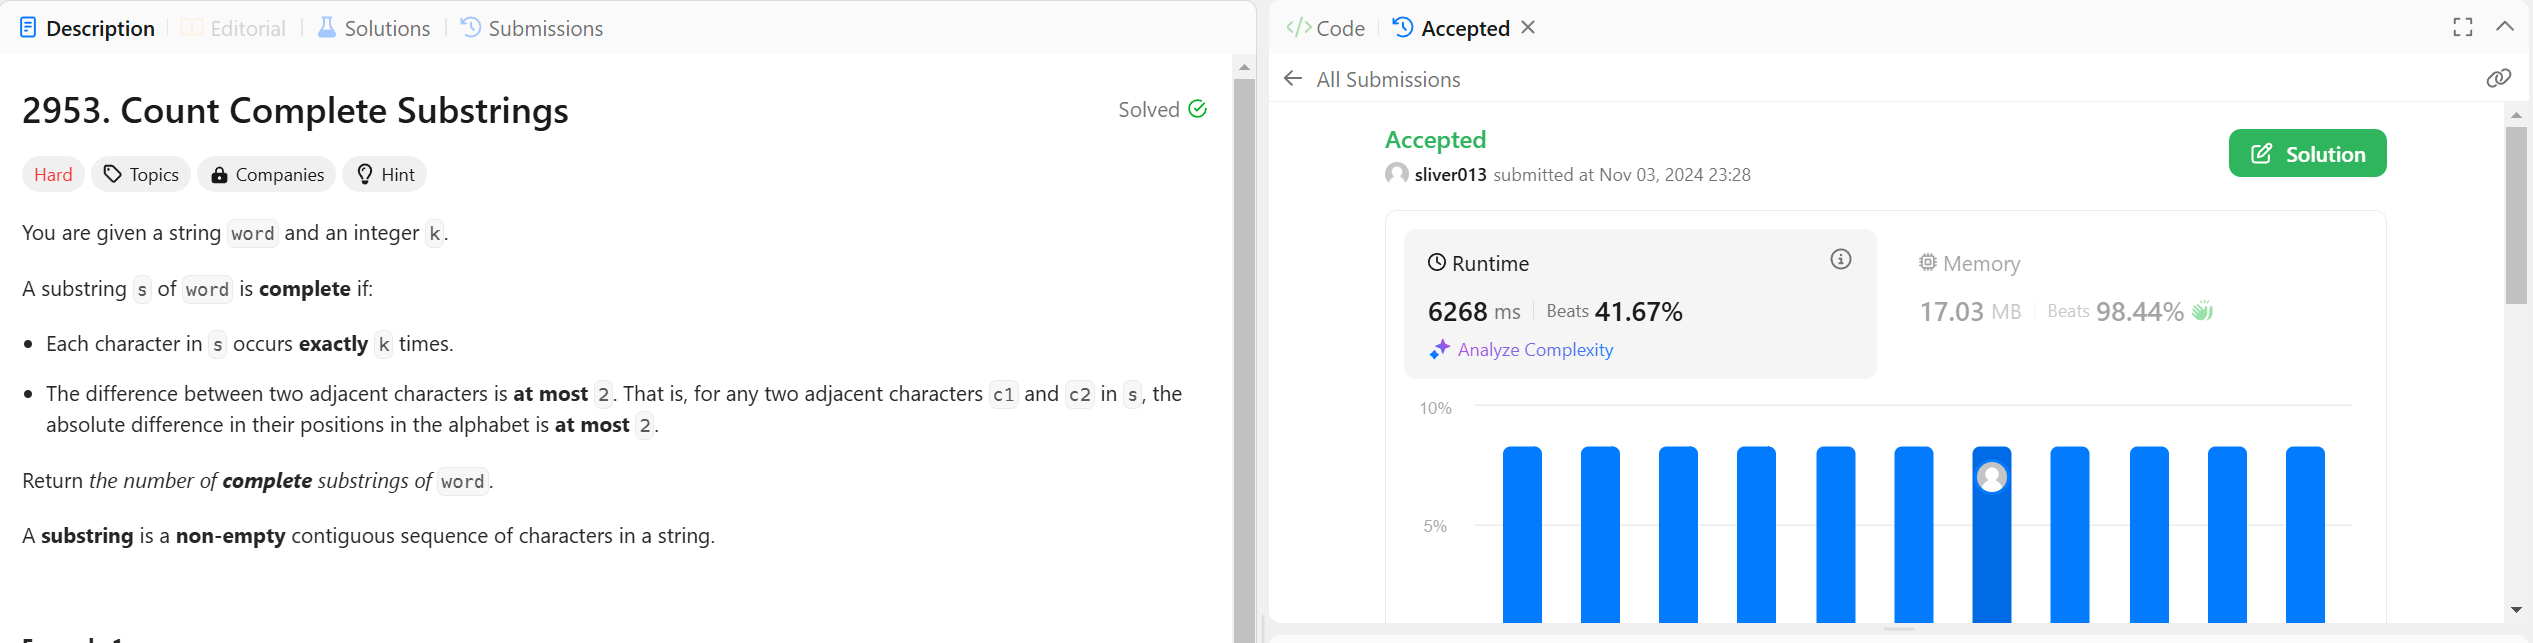 Description
Editorial
Solutions
Submissions
2953. Count Complete Substrings
Solved
Hard
Topics
Companies
Hint
You are given a string word and an integer k.
A substring s of word is complete if:
• Each character in s occurs exactly k times.
• The difference between two adjacent characters is at most 2. That is, for any two adjacent characters c1 and c2 in s, the
absolute difference in their positions in the alphabet is at most 2.
Return the number of complete substrings of word.
A substring is a non-empty contiguous sequence of characters in a string.
</> Code
Accepted
All Submissions
Accepted
sliver013 submitted at Nov 03, 2024 23:28
Solution
Runtime
6268 ms Beats 41.67%
Analyze Complexity
Memory
17.03 MB Beats 98.44%
10%
5%